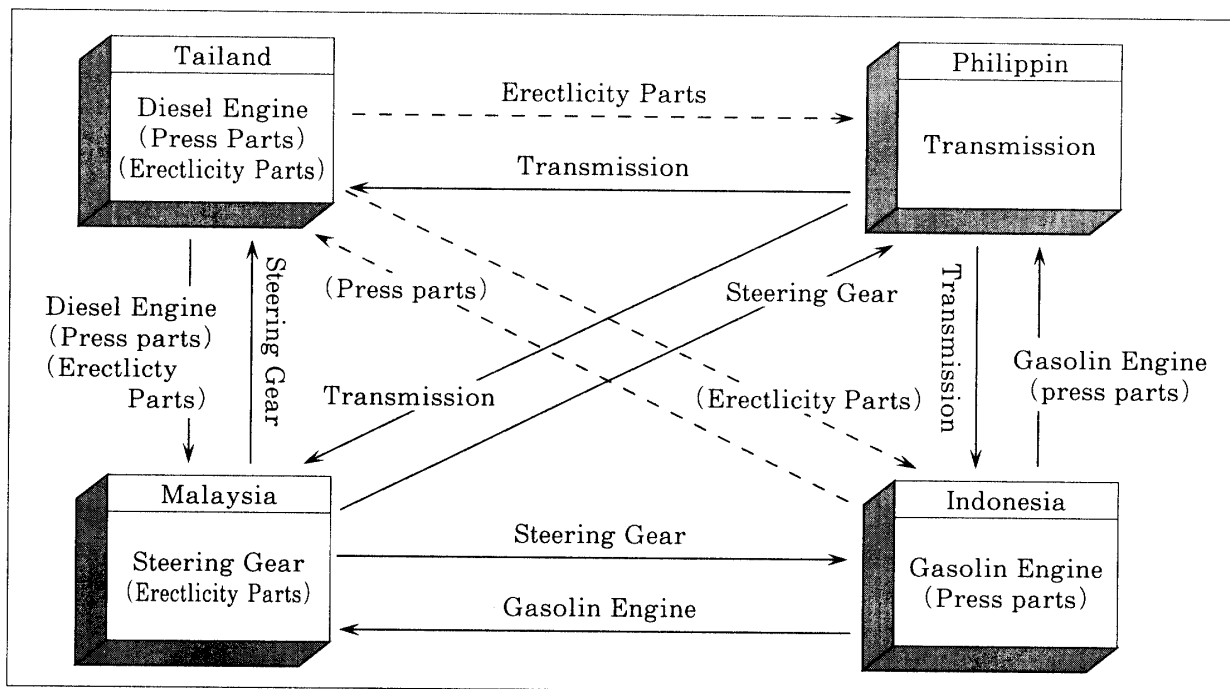 Tailand
Diesel Engine
(Press Parts)
(Erectlicity Parts)
Erectlicity Parts
Transmission
Philippin
Transmission
Diesel Engine
(Press parts)
(Erectlicty
Parts)
Steering Gear
(Press parts)
Steering Gear
Transmission
(Erectlicity Parts)
Transmission
Gasolin Engine
(press parts)
Malaysia
Steering Gear
(Erectlicity Parts)
Steering Gear
Gasolin Engine
Indonesia
Gasolin Engine
(Press parts)